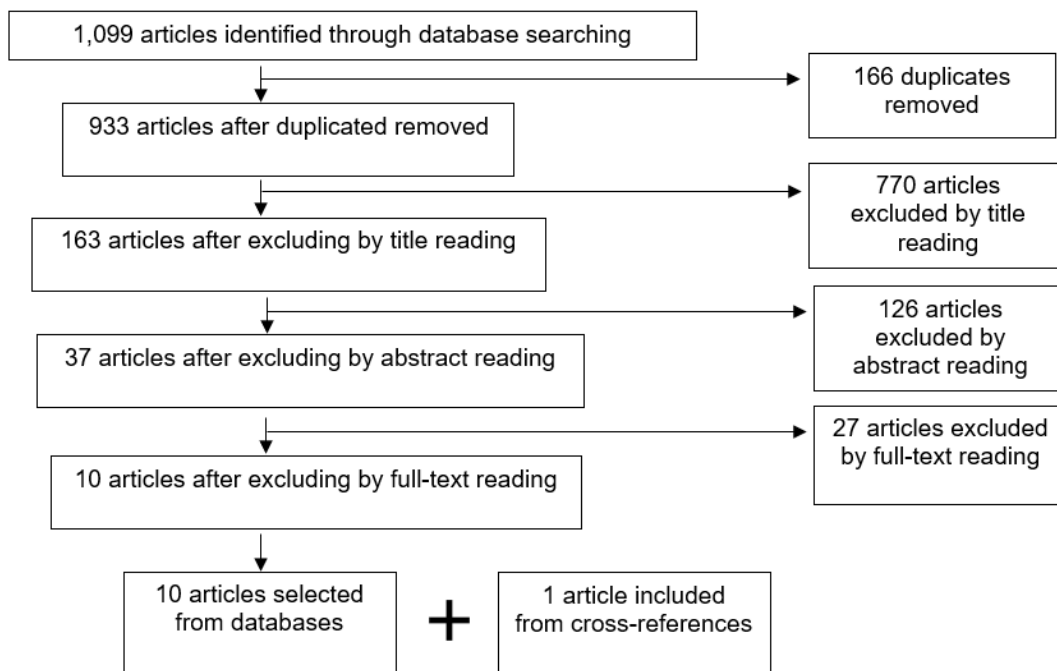 1,099 articles identified through database searching
166 duplicates
removed
933 articles after duplicated removed
770 articles
excluded by title
reading
163 articles after excluding by title reading
126 articles
excluded by
abstract reading
37 articles after excluding by abstract reading
27 articles excluded
by full-text reading
10 articles after excluding by full-text reading
10 articles selected
from databases
+
1 article included
from cross-references